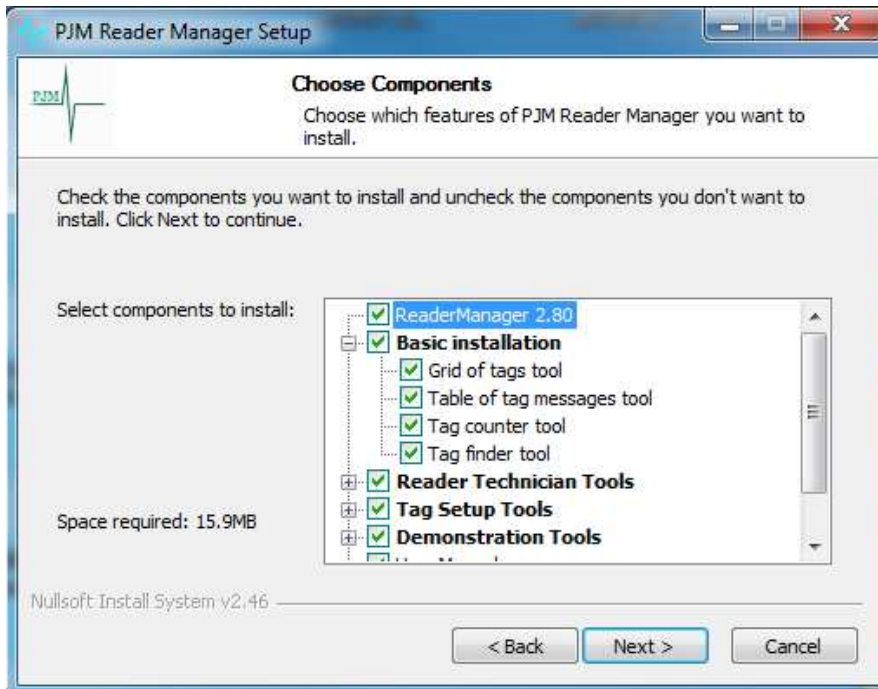 PJM Reader Manager Setup
PJM
Choose Components
Choose which features of PJM Reader Manager you want to
install.
Check the components you want to install and uncheck the components you don't want to
install. Click Next to continue.
Select components to install:
ReaderManager 2.80
Basic installation
Grid of tags tool
Table of tag messages tool
Tag counter tool
Tag finder tool
Reader Technician Tools
Tag Setup Tools
Demonstration Tools
Space required: 15.9MB
Nullsoft Install System v2.46
< Back Next > Cancel